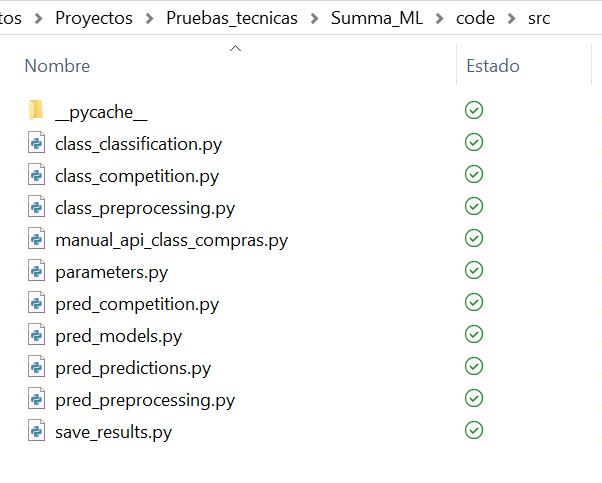 tos > Proyectos > Pruebas_tecnicas > Summa_ML > code > src
Nombre Estado
__pycache__
class_classification.py
class_competition.py
class_preprocessing.py
manual_api_class_compras.py
parameters.py
pred_competition.py
pred_models.py
pred_predictions.py
pred_preprocessing.py
save_results.py